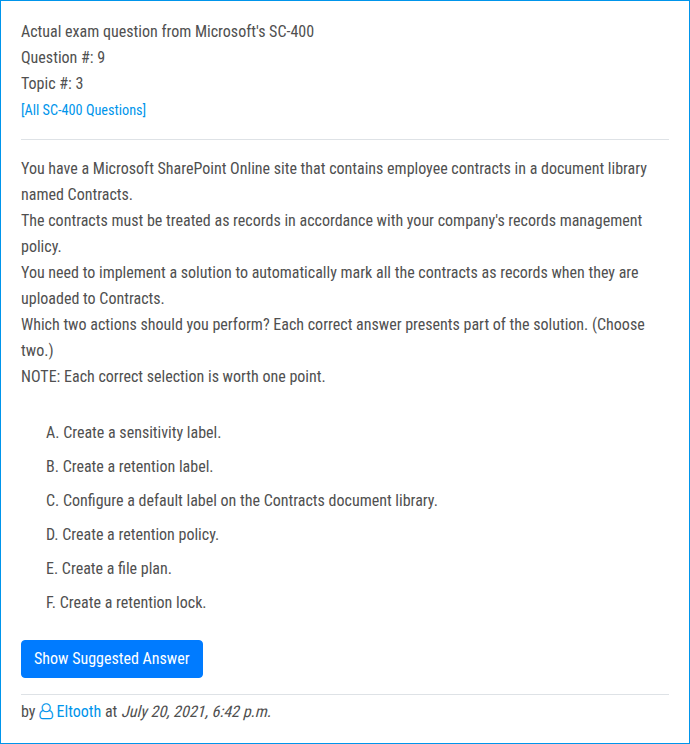 Actual exam question from Microsoft's SC-400
Question #: 9
Topic #: 3
[All SC-400 Questions]
You have a Microsoft SharePoint Online site that contains employee contracts in a document library
named Contracts.
The contracts must be treated as records in accordance with your company's records management
policy.
You need to implement a solution to automatically mark all the contracts as records when they are
uploaded to Contracts.
Which two actions should you perform? Each correct answer presents part of the solution. (Choose
two.)
NOTE: Each correct selection is worth one point.
A. Create a sensitivity label.
B. Create a retention label.
C. Configure a default label on the Contracts document library.
D. Create a retention policy.
E. Create a file plan.
F. Create a retention lock.
Show Suggested Answer
by Eltooth at July 20, 2021, 6:42 p.m.